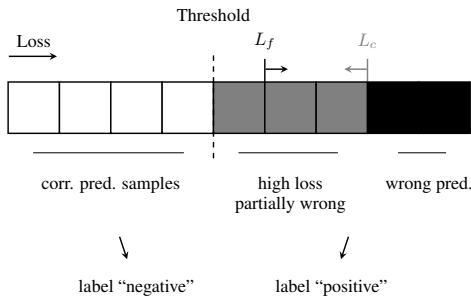 Threshold
Loss
L_f
L_c
corr. pred. samples
high loss
partially wrong
wrong pred.
label “negative”
label “positive”